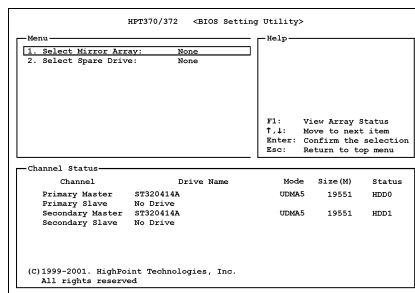 HPT370/372 <BIOS Setting Utility>
Menu
1. Select Mirror Array: None
2. Select Spare Drive: None
Help
F1: View Array Status
↑,↓: Move to next item
Enter: Confirm the selection
Esc: Return to top menu
Channel Status
Channel Drive Name Mode Size(M) Status
Primary Master ST320414A UDMA5 19551 HDD0
Primary Slave No Drive
Secondary Master ST320414A UDMA5 19551 HDD1
Secondary Slave No Drive
(C)1999-2001. HighPoint Technologies, Inc.
All rights reserved